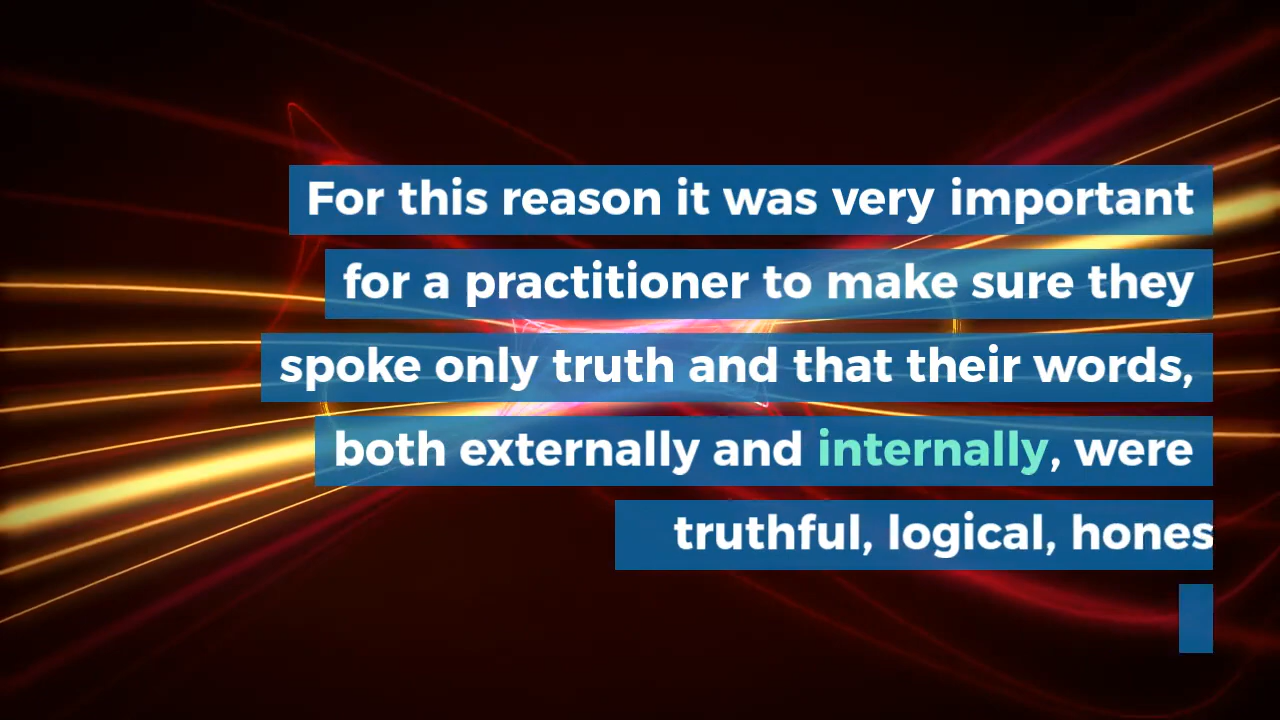 For this reason it was very important
for a practitioner to make sure they
spoke only truth and that their words,
both externally and internally, were
truthful, logical, hones